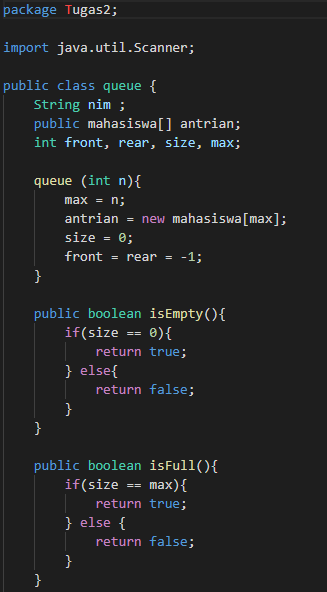 package Tugas2;
import java.util.Scanner;
public class queue {
String nim ;
public mahasiswa[] antrian;
int front, rear, size, max;
queue (int n){
max = n;
antrian = new mahasiswa[max];
size = 0;
front = rear = -1;
}
public boolean isEmpty(){
if(size == 0){
return true;
} else{
return false;
}
}
public boolean isFull(){
if(size == max){
return true;
} else {
return false;
}
}